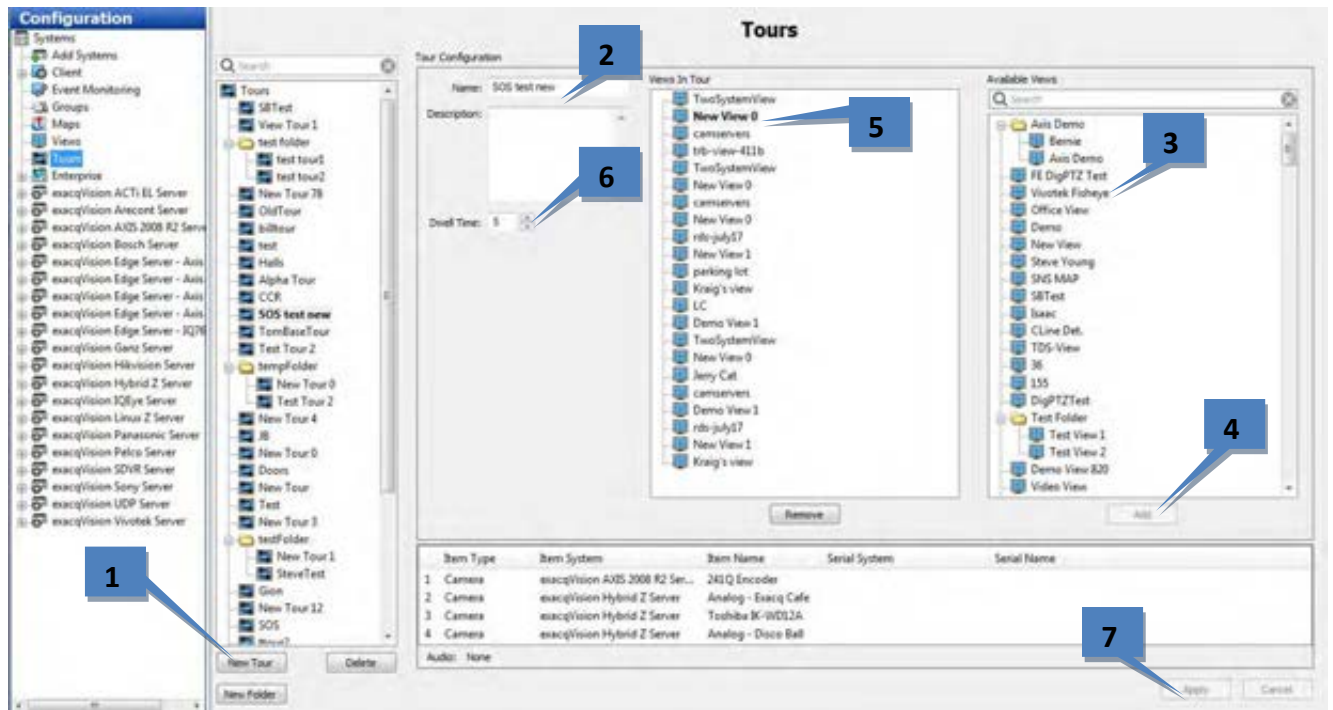 Configuration
Systems
Add Systems
Client
Event Monitoring
Groups
Maps
Views
Tours
Enterprise
exacqVision ACTi EL Server
exacqVision Arecont Server
exacqVision AXIS 2008 R2 Serve
exacqVision Bosch Server
exacqVision Edge Server - Axis
exacqVision Edge Server - Axis
exacqVision Edge Server - Axis
exacqVision Edge Server - Axis
exacqVision Edge Server - IQ76
exacqVision Ganz Server
exacqVision Hikvision Server
exacqVision Hybrid Z Server
exacqVision IQEye Server
exacqVision Linux Z Server
exacqVision Panasonic Server
exacqVision Pelco Server
exacqVision SDVR Server
exacqVision Sony Server
exacqVision UDP Server
exacqVision Vivotek Server
Search
Tours
SBTest
View Tour 1
test folder
test tour1
test tour2
New Tour 78
OldTour
billtour
test
Halls
Alpha Tour
CCR
SOS test new
TomBaseTour
Test Tour 2
tempFolder
New Tour 0
Test Tour 2
New Tour 4
JB
New Tour 0
Doors
New Tour
Test
New Tour 3
testFolder
New Tour 1
SteveTest
Gion
New Tour 12
SOS
New Tour
Delete
New Folder
1
Tours
Tour Configuration
Name: SOS test new
Description:
Dwell Time: 5
2
6
Views In Tour
TwoSystemView
New View 0
camservers
trb-view-411b
TwoSystemView
New View 0
camservers
New View 0
rds-july17
New View 1
parking lot
Kraig's view
LC
Demo View 1
TwoSystemView
New View 0
Jerry Cat
camservers
Demo View 1
rds-july17
New View 1
Kraig's view
Remove
5
Available Views
Search
Axis Demo
Bernie
Axis Demo
FE DigPTZ Test
Vivotek Fisheye
Office View
Demo
New View
Steve Young
SNS MAP
SBTest
Isaac
CLine Det.
TDS-View
36
155
DigPTZTest
Test Folder
Test View 1
Test View 2
Demo View 820
Video View
Add
3
4
Item Type Item System Item Name Serial System Serial Name
1 Camera exacqVision AXIS 2008 R2 Ser... 241Q Encoder
2 Camera exacqVision Hybrid Z Server Analog - Exacq Cafe
3 Camera exacqVision Hybrid Z Server Toshiba IK-WD12A
4 Camera exacqVision Hybrid Z Server Analog - Disco Ball
Audio: None
7
Apply Cancel